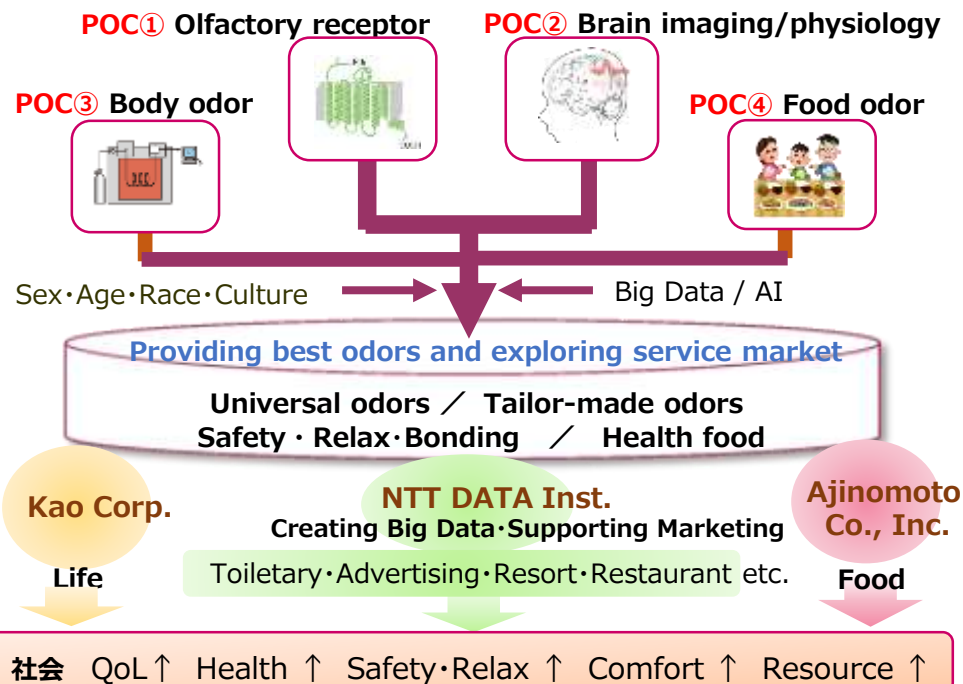 POC① Olfactory receptor
POC② Brain imaging/physiology
POC③ Body odor
POC④ Food odor
Sex・Age・Race・Culture
Big Data / AI
Providing best odors and exploring service market
Universal odors ／ Tailor-made odors
Safety・Relax・Bonding ／ Health food
Kao Corp.
NTT DATA Inst.
Ajinomoto
Co., Inc.
Creating Big Data・Supporting Marketing
Life
Toiletary・Advertising・Resort・Restaurant etc.
Food
社会 QoL↑ Health ↑ Safety・Relax ↑ Comfort ↑ Resource ↑